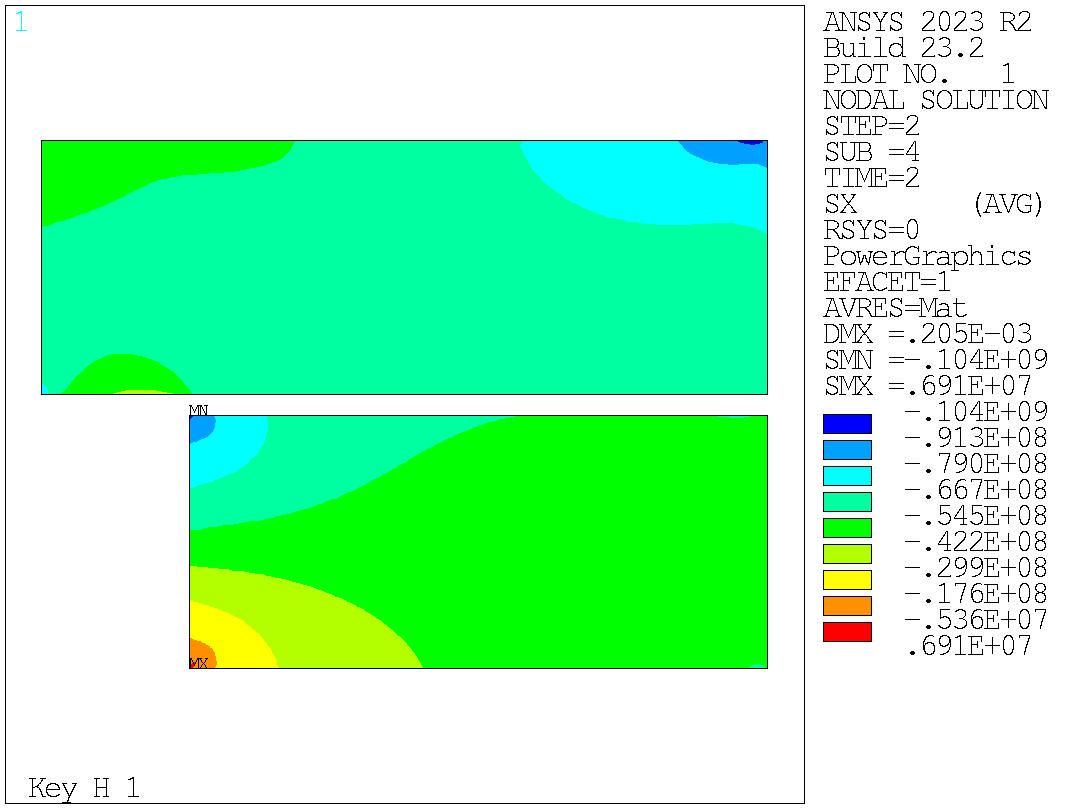 1
ANSYS 2023 R2
Build 23.2
PLOT NO.   1
NODAL SOLUTION
STEP=2
SUB =4
TIME=2
SX       (AVG)
RSYS=0
PowerGraphics
EFACET=1
AVRES=Mat
DMX =.205E-03
SMN =-.104E+09
SMX =.691E+07
-.104E+09
-.913E+08
-.790E+08
-.667E+08
-.545E+08
-.422E+08
-.299E+08
-.176E+08
-.536E+07
.691E+07
MN
MX
Key H 1